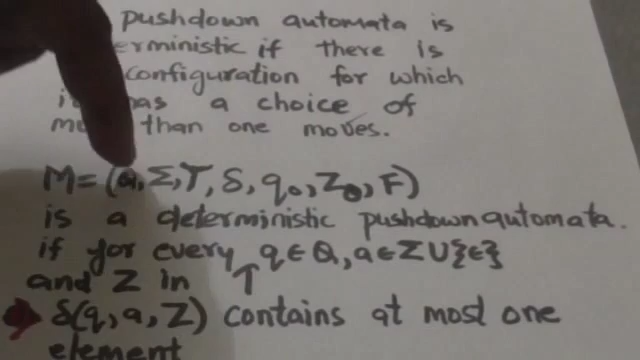 pushdown automata is
if there is
configuration for which
has a choice of
than one moves.
M = (Q, Σ, T, δ, q0, Z0, F)
is a deterministic pushdown automata.
if for every q ∈ Q, a ∈ Σ U {ϵ}
and Z in T
δ(q, a, Z) contains at most one
element